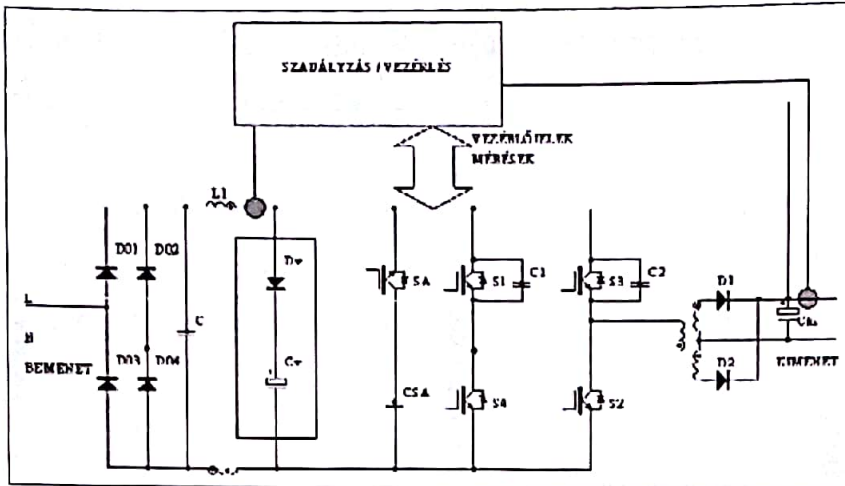 SZABÁLYZÁS / VEZÉRLÉS
VEZÉRLŐJELEK
MÉRÉSEK
L1
D01
D02
Dv
SA
S1
C1
S3
C2
D1
L
C
N
BEMENET
D03
D04
Cv
CSA
S4
S2
D2
KIMENET